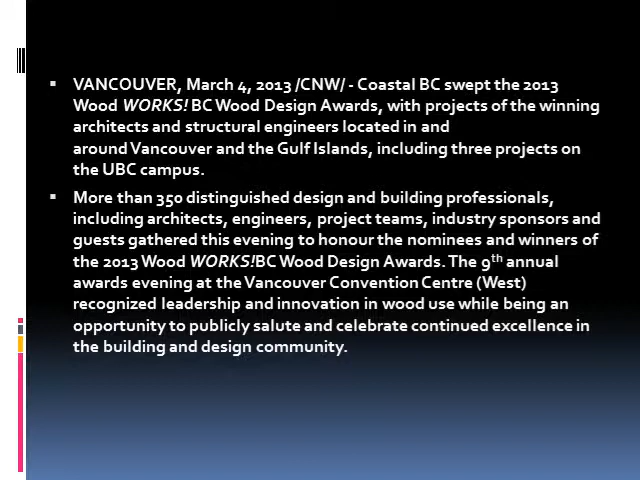 VANCOUVER, March 4, 2013 /CNW/ - Coastal BC swept the 2013
Wood WORKS! BC Wood Design Awards, with projects of the winning
architects and structural engineers located in and
around Vancouver and the Gulf Islands, including three projects on
the UBC campus.
More than 350 distinguished design and building professionals,
including architects, engineers, project teams, industry sponsors and
guests gathered this evening to honour the nominees and winners of
the 2013 Wood WORKS!BC Wood Design Awards. The 9th annual
awards evening at the Vancouver Convention Centre (West)
recognized leadership and innovation in wood use while being an
opportunity to publicly salute and celebrate continued excellence in
the building and design community.